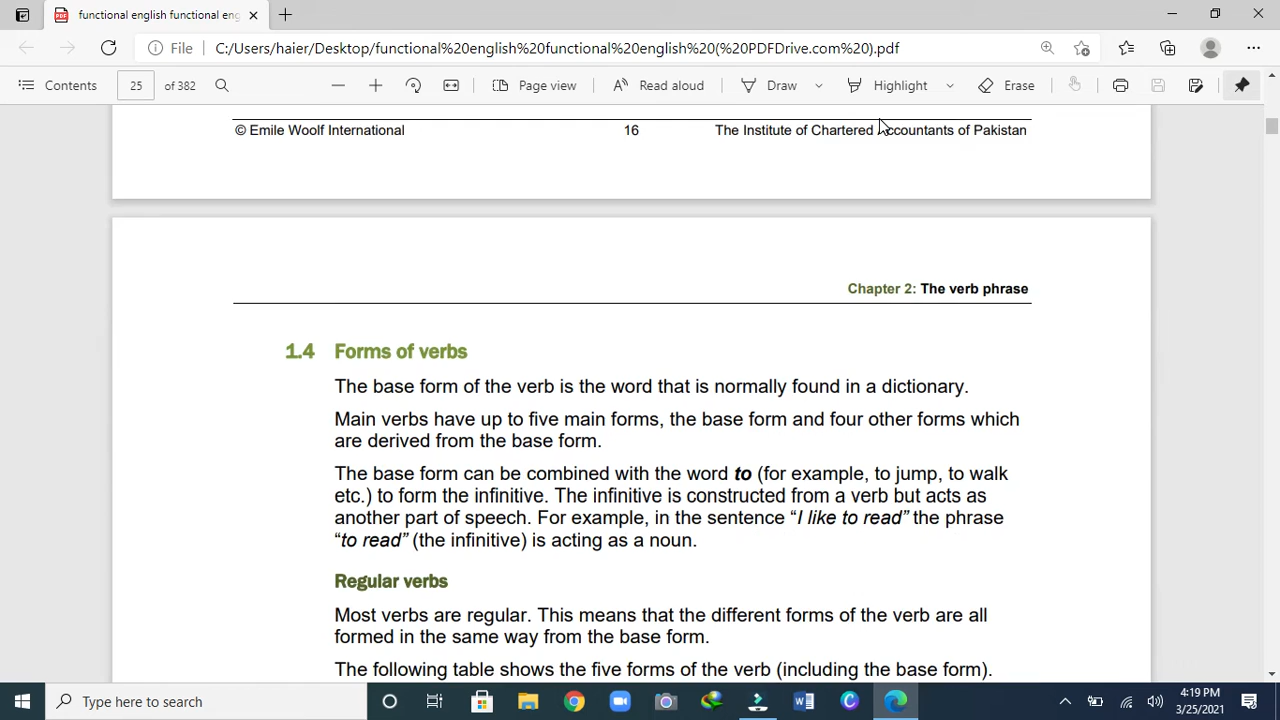 functional english functional eng
File
C:/Users/haier/Desktop/functional%20english%20functional%20english%20(%20PDFDrive.com%20).pdf
Contents
25
of 382
Page view
Read aloud
Draw
Highlight
Erase
© Emile Woolf International
16
The Institute of Chartered Accountants of Pakistan
Chapter 2: The verb phrase
1.4 Forms of verbs
The base form of the verb is the word that is normally found in a dictionary.
Main verbs have up to five main forms, the base form and four other forms which
are derived from the base form.
The base form can be combined with the word to (for example, to jump, to walk
etc.) to form the infinitive. The infinitive is constructed from a verb but acts as
another part of speech. For example, in the sentence “I like to read” the phrase
“to read” (the infinitive) is acting as a noun.
Regular verbs
Most verbs are regular. This means that the different forms of the verb are all
formed in the same way from the base form.
The following table shows the five forms of the verb (including the base form).
Type here to search
4:19 PM
3/25/2021